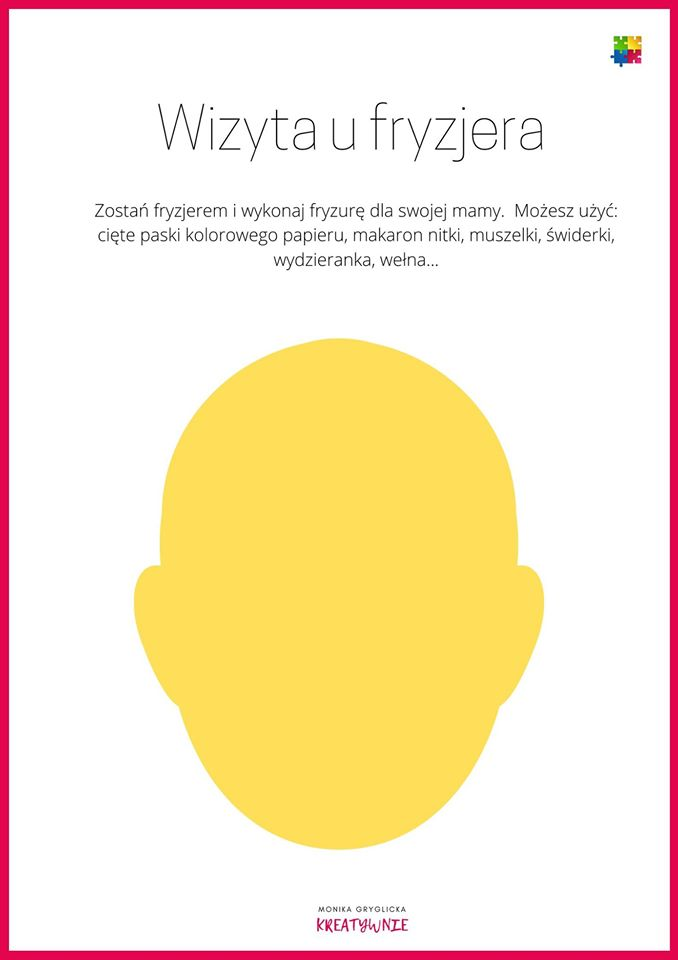 Wizyta u fryzjera
Zostań fryzjerem i wykonaj fryzurę dla swojej mamy. Możesz użyć:
cięte paski kolorowego papieru, makaron nitki, muszelki, świderki,
wydzieranka, wełna...
MONIKA GRYGLICKA
KREATYWNIE